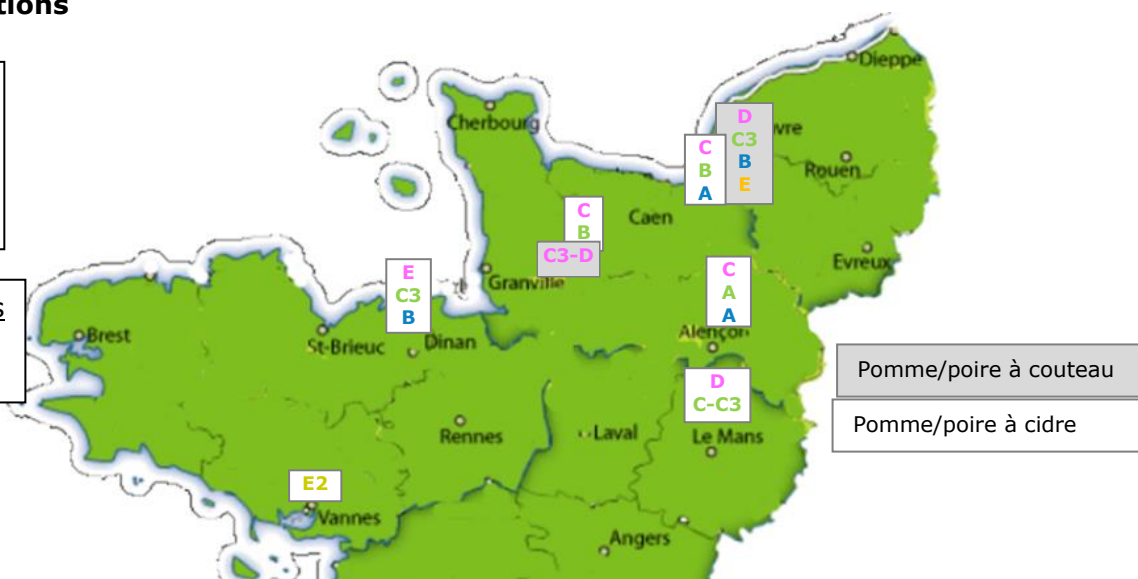 tions
Dieppe
Cherbourg
D
C3
B
E
vre
C
B
A
Rouen
C
B
Caen
C3-D
Evreux
E
C3
B
Granville
C
A
A
s
Brest
St-Brieuc
Dinan
Alençon
Pomme/poire à couteau
D
C-C3
Pomme/poire à cidre
Rennes
Laval
Le Mans
E2
Vannes
Angers